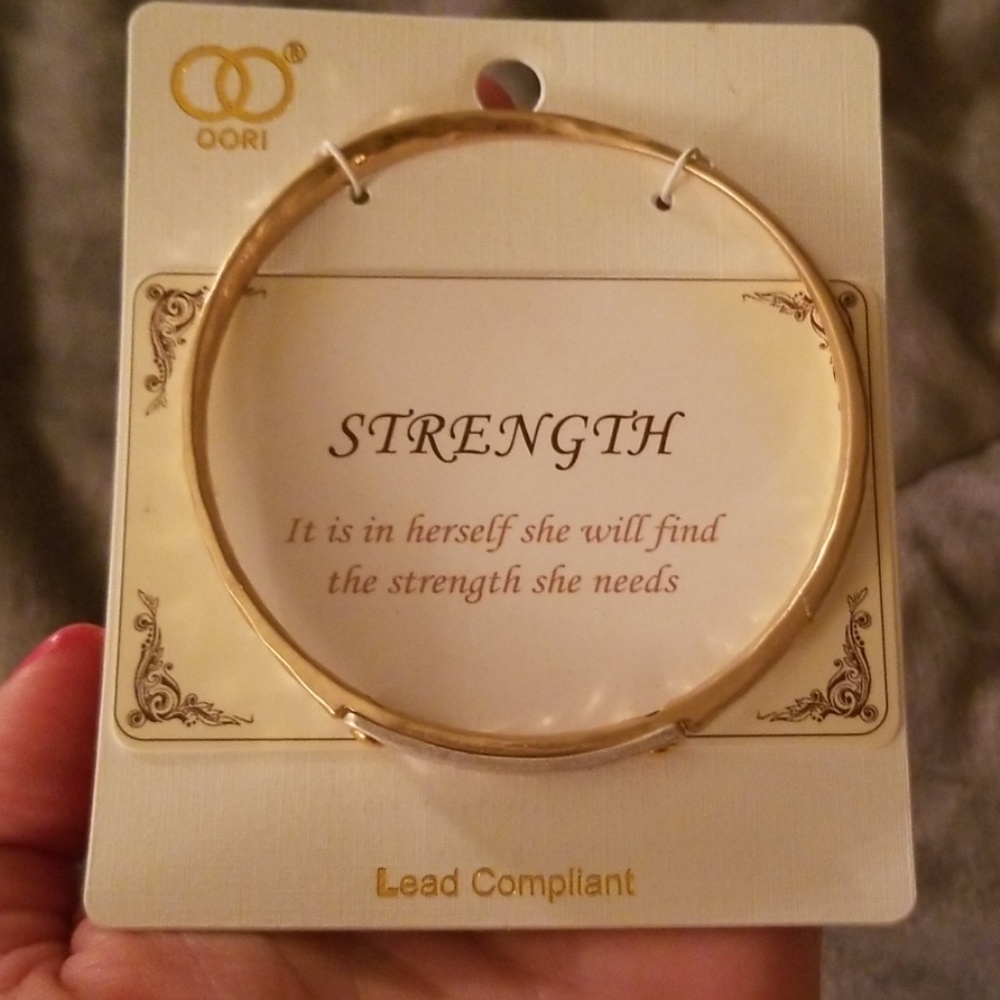 ®
OORI
STRENGTH
It is in herself she will find
the strength she needs
Lead Compliant